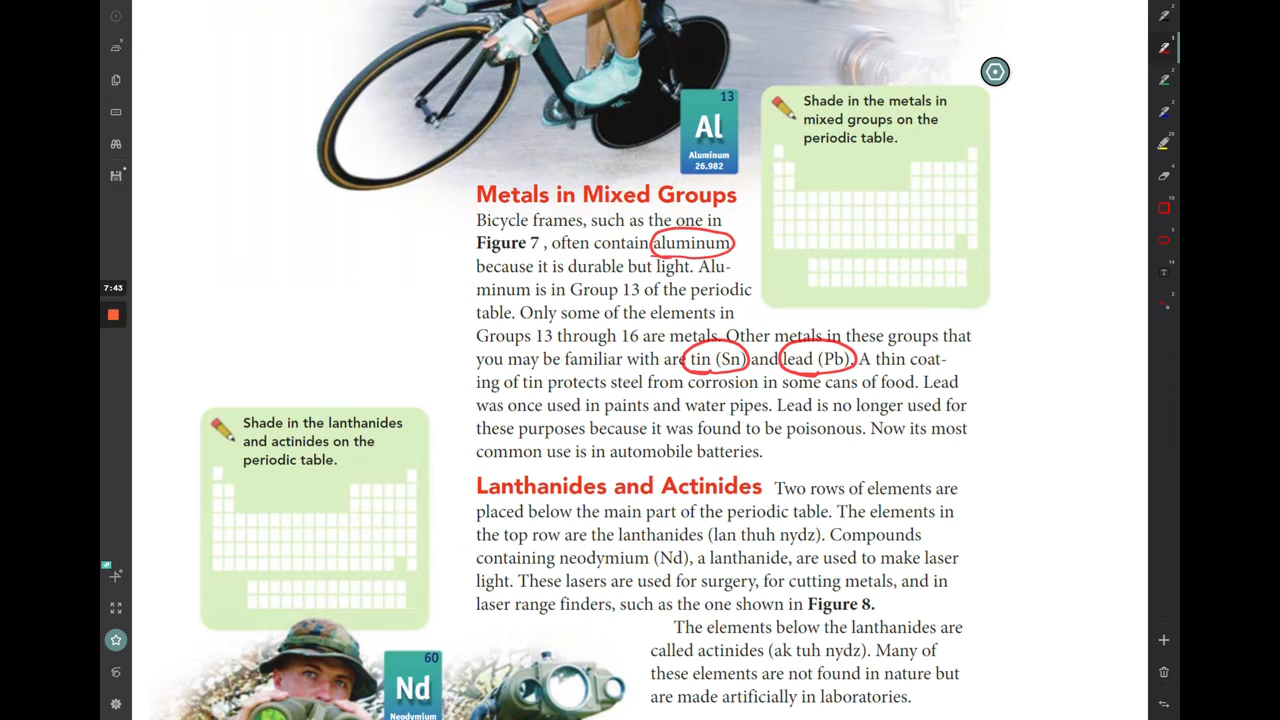 13
Al
Aluminum
26.982
Shade in the metals in
mixed groups on the
periodic table.
Metals in Mixed Groups
Bicycle frames, such as the one in
Figure 7 , often contain aluminum
because it is durable but light. Alu-
minum is in Group 13 of the periodic
table. Only some of the elements in
Groups 13 through 16 are metals. Other metals in these groups that
you may be familiar with are tin (Sn) and lead (Pb). A thin coat-
ing of tin protects steel from corrosion in some cans of food. Lead
was once used in paints and water pipes. Lead is no longer used for
these purposes because it was found to be poisonous. Now its most
common use is in automobile batteries.
7:43
Shade in the lanthanides
and actinides on the
periodic table.
Lanthanides and Actinides Two rows of elements are
placed below the main part of the periodic table. The elements in
the top row are the lanthanides (lan thuh nydz). Compounds
containing neodymium (Nd), a lanthanide, are used to make laser
light. These lasers are used for surgery, for cutting metals, and in
laser range finders, such as the one shown in Figure 8.
The elements below the lanthanides are
called actinides (ak tuh nydz). Many of
these elements are not found in nature but
are made artificially in laboratories.
60
Nd
Neodymium